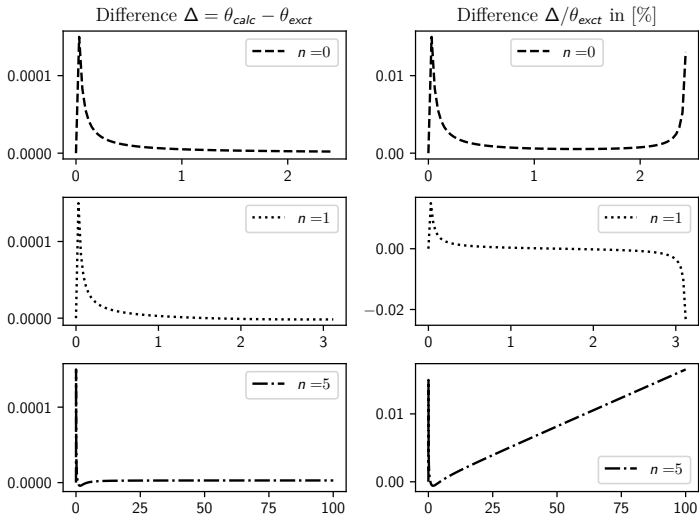 Difference Δ = θ_calc − θ_exct
Difference Δ/θ_exct in [%]
0.0001
0.0000
n = 0
0 1 2
0.01
0.00
n = 0
0 1 2
0.0001
0.0000
n = 1
0 1 2 3
0.00
−0.02
n = 1
0 1 2 3
0.0001
0.0000
n = 5
0 25 50 75 100
0.01
0.00
n = 5
0 25 50 75 100